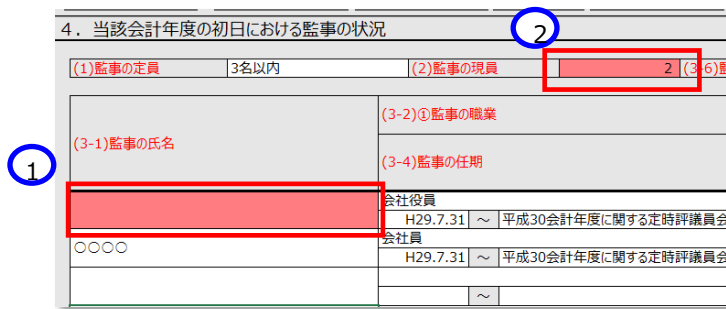 4．当該会計年度の初日における監事の状況
2
(1)監事の定員 3名以内 (2)監事の現員 2 (3-6)監
(3-1)監事の氏名
(3-2)①監事の職業
(3-4)監事の任期
1
会社役員
H29.7.31 ～ 平成30会計年度に関する定時評議員会
○○○○
会社員
H29.7.31 ～ 平成30会計年度に関する定時評議員会
～